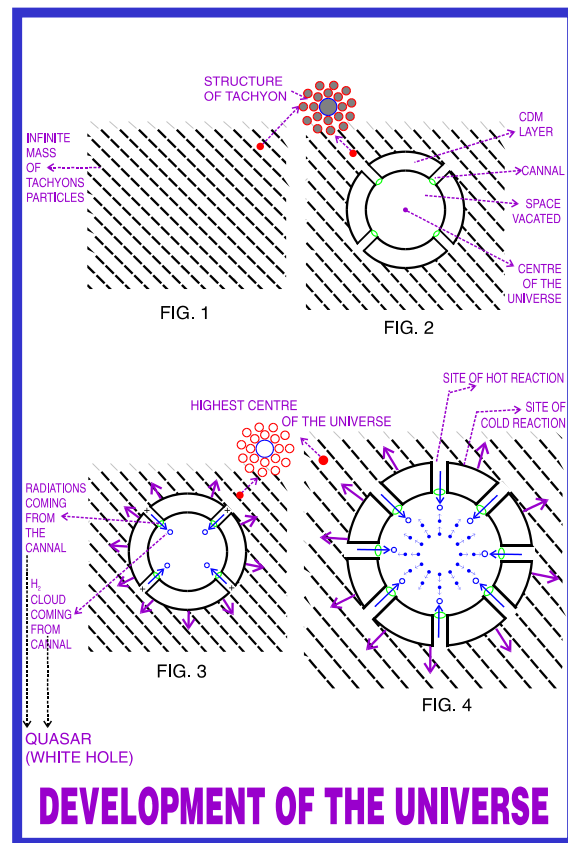 STRUCTURE
OF TACHYON
INFINITE
MASS
OF
TACHYONS
PARTICLES
FIG. 1
CDM
LAYER
CANNAL
SPACE
VACATED
CENTRE
OF THE
UNIVERSE
FIG. 2
HIGHEST CENTRE
OF THE UNIVERSE
RADIATIONS
COMING
FROM
THE
CANNAL
H₂
CLOUD
COMING
FROM
CANNAL
FIG. 3
SITE OF HOT REACTION
SITE OF
COLD REACTION
FIG. 4
QUASAR
(WHITE HOLE)
DEVELOPMENT OF THE UNIVERSE